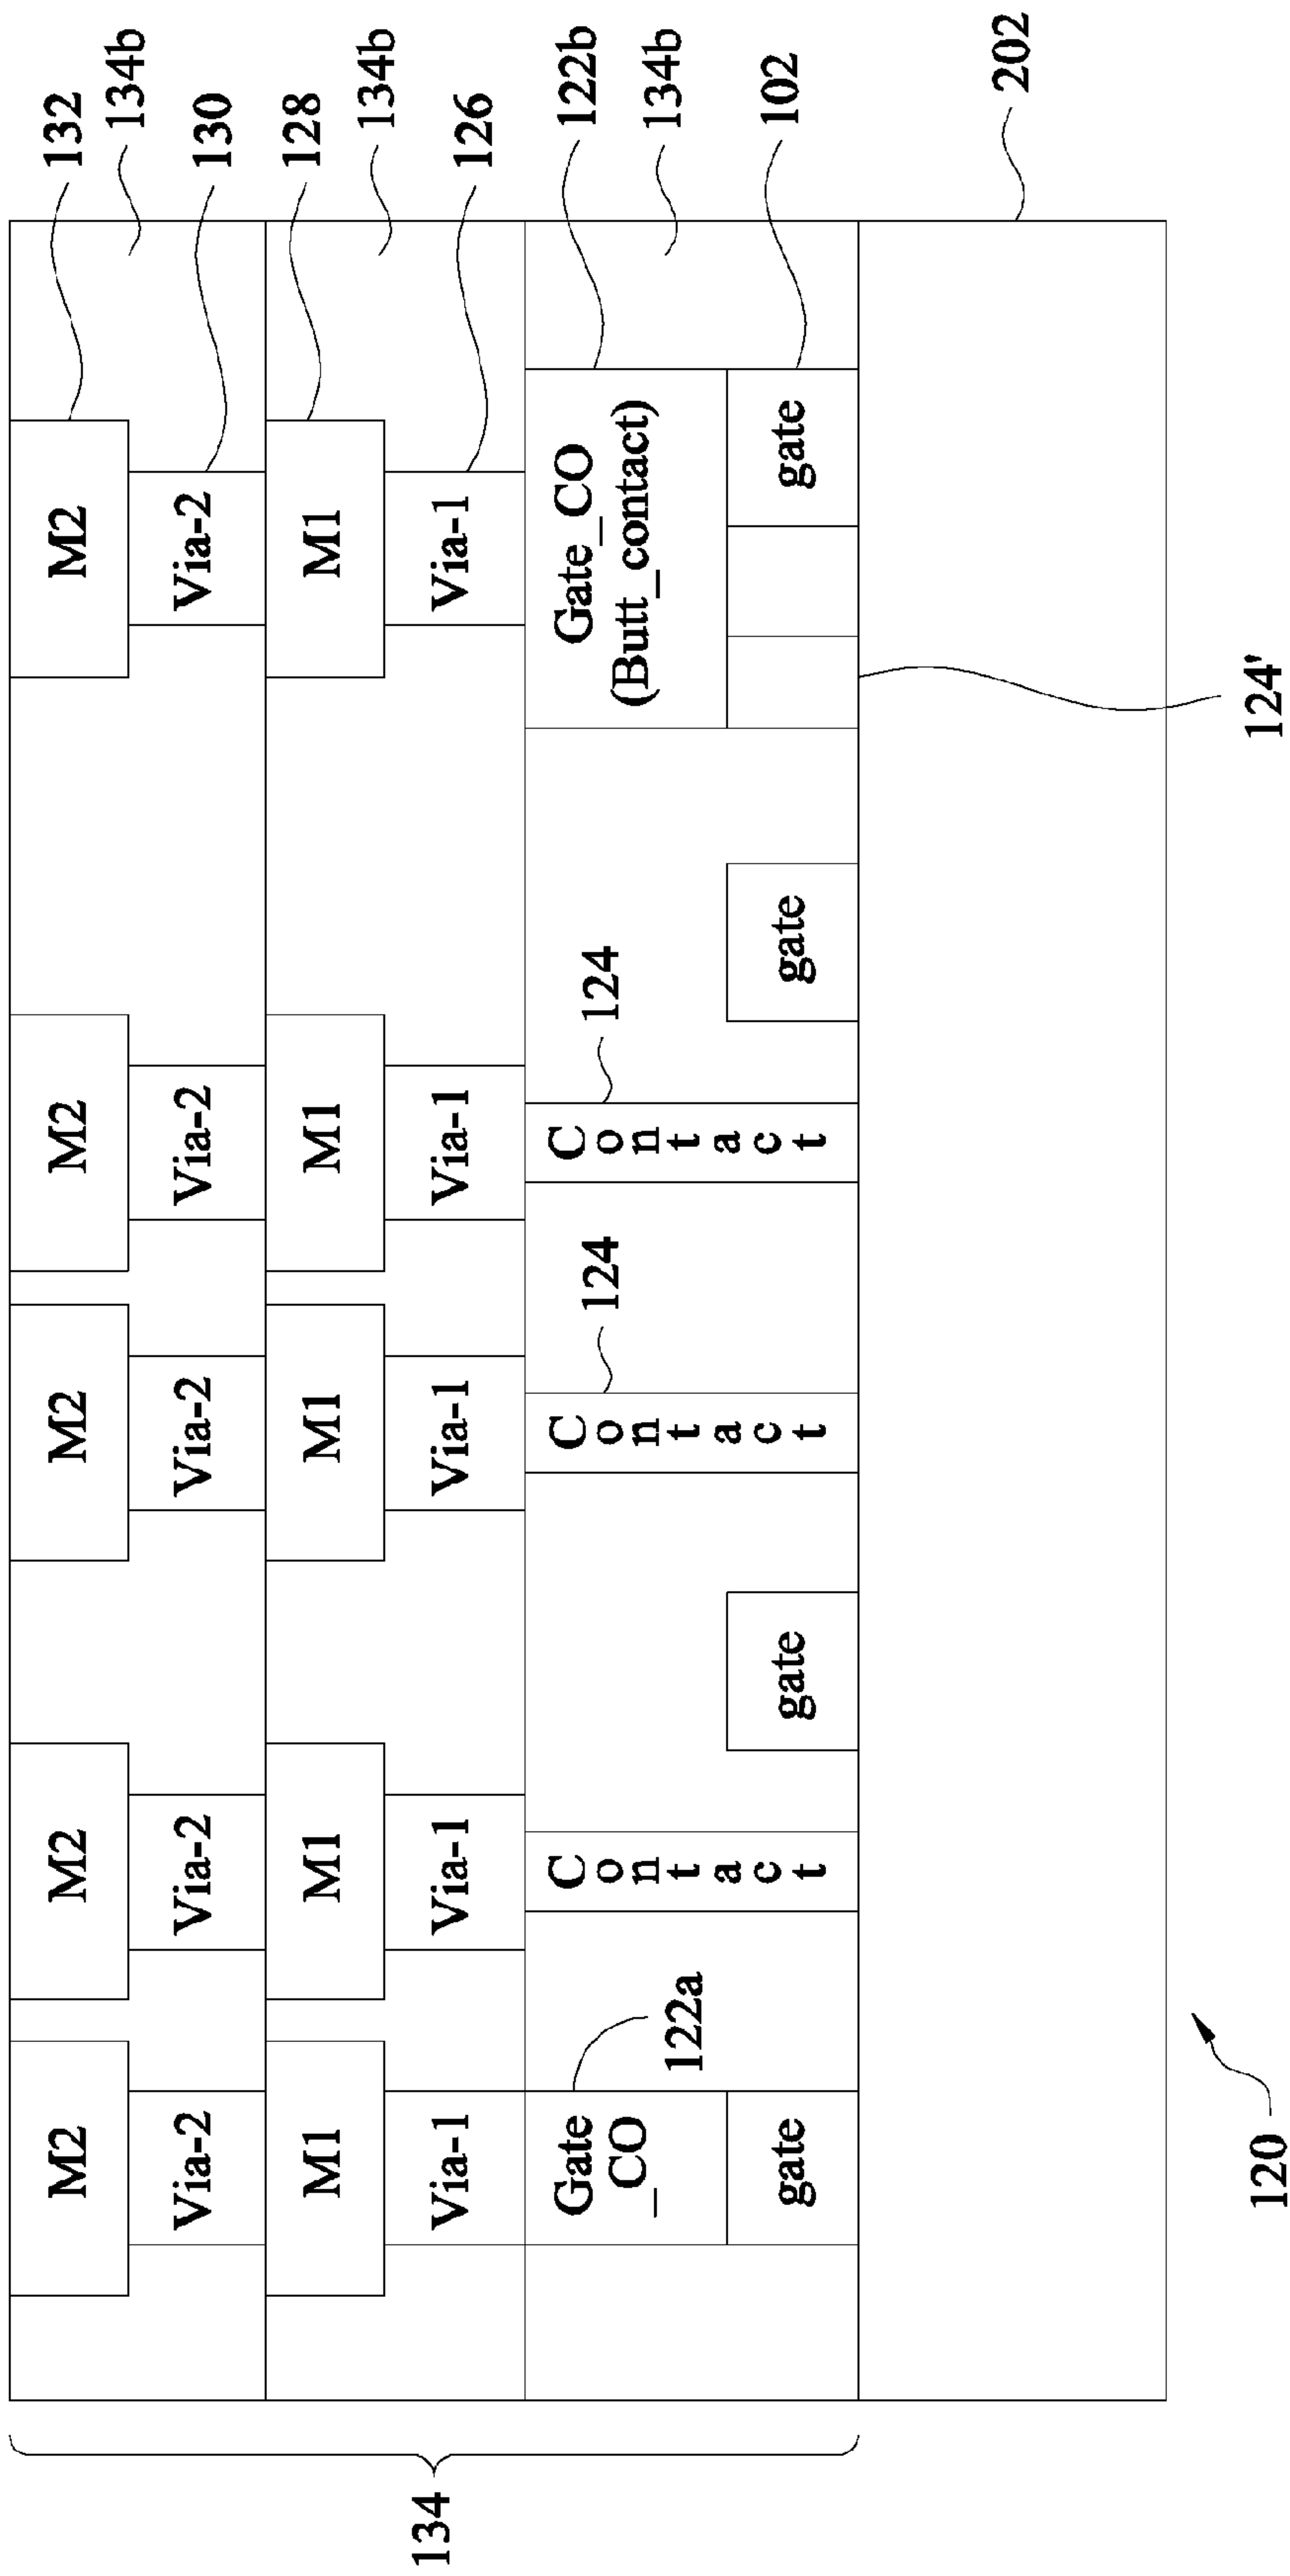 M2 M2 M2 M2 M2 132
134b
Via-2 Via-2 Via-2 Via-2 Via-2 130
M1 M1 M1 M1 M1 128
134b
134
Via-1 Via-1 Via-1 Via-1 Via-1 126
Gate
_CO
122a
Contact
Contact
124
Contact
124
Gate_CO
(Butt_contact)
122b
134b
gate gate gate gate 102
202
120
124'